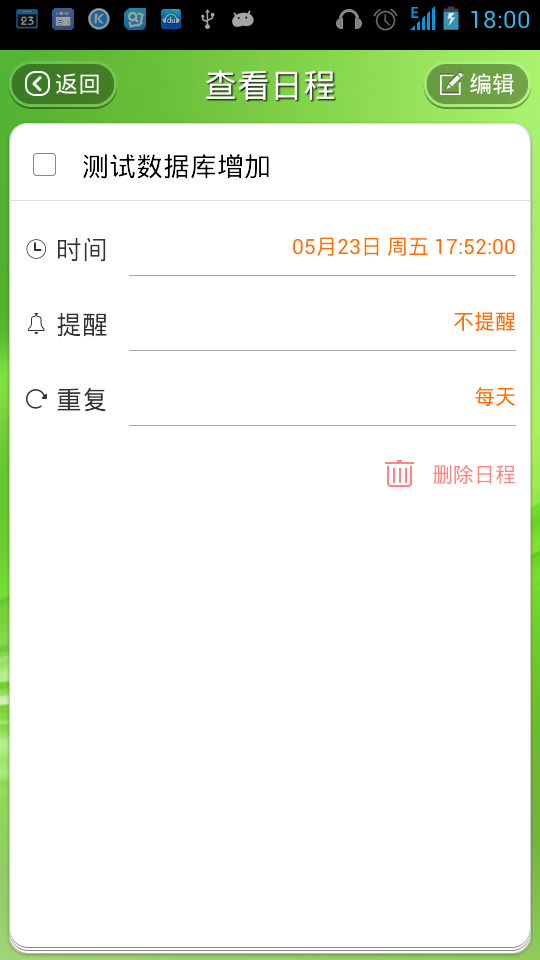 23
E
18:00
返回
查看日程
编辑
测试数据库增加
时间
05月23日 周五 17:52:00
提醒
不提醒
重复
每天
删除日程